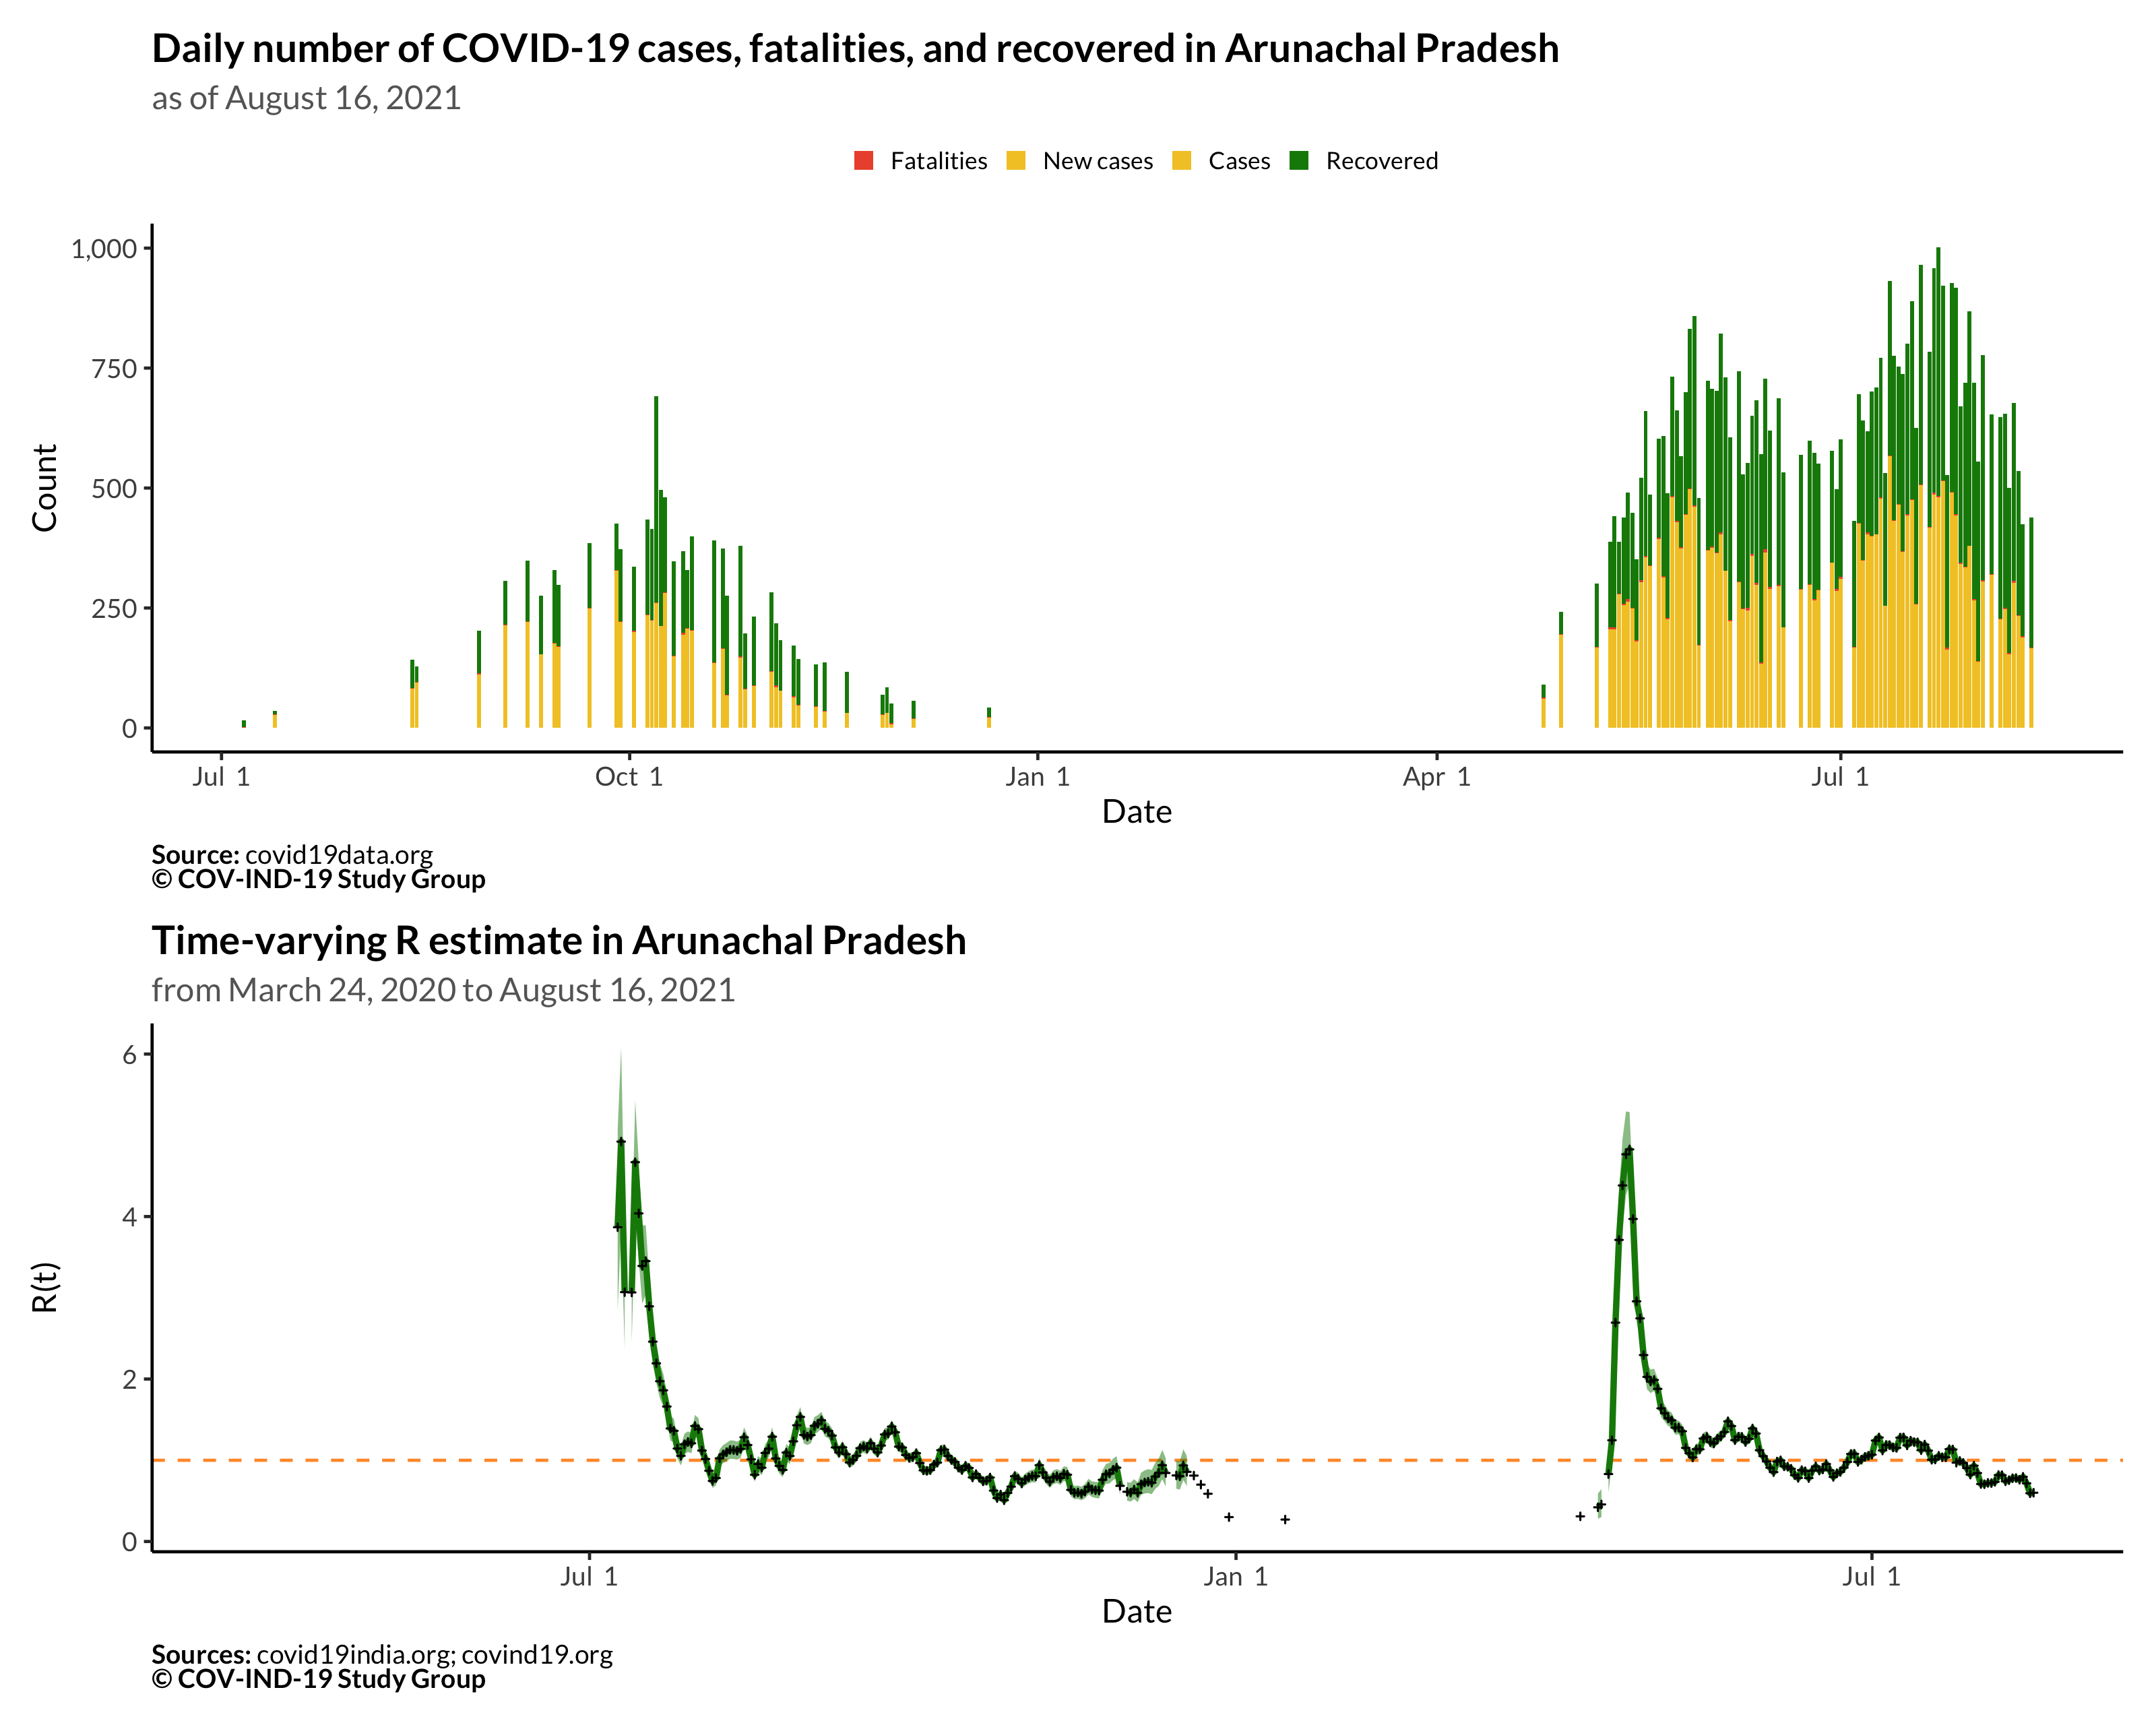 Daily number of COVID-19 cases, fatalities, and recovered in Arunachal Pradesh
as of August 16, 2021
Fatalities New cases Cases Recovered
1,000
750
500
250
0
Count
Jul 1 Oct 1 Jan 1 Apr 1 Jul 1
Date
Source: covid19data.org
© COV-IND-19 Study Group
Time-varying R estimate in Arunachal Pradesh
from March 24, 2020 to August 16, 2021
6
4
2
0
R(t)
Jul 1 Jan 1 Jul 1
Date
Sources: covid19india.org; covind19.org
© COV-IND-19 Study Group